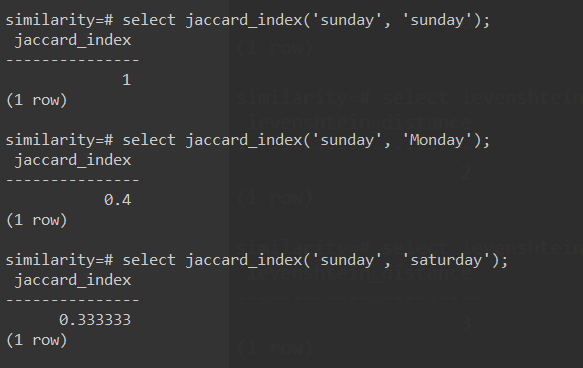 similarity=# select jaccard_index('sunday', 'sunday');
 jaccard_index
---------------
             1
(1 row)

similarity=# select jaccard_index('sunday', 'Monday');
 jaccard_index
---------------
           0.4
(1 row)

similarity=# select jaccard_index('sunday', 'saturday');
 jaccard_index
---------------
      0.333333
(1 row)